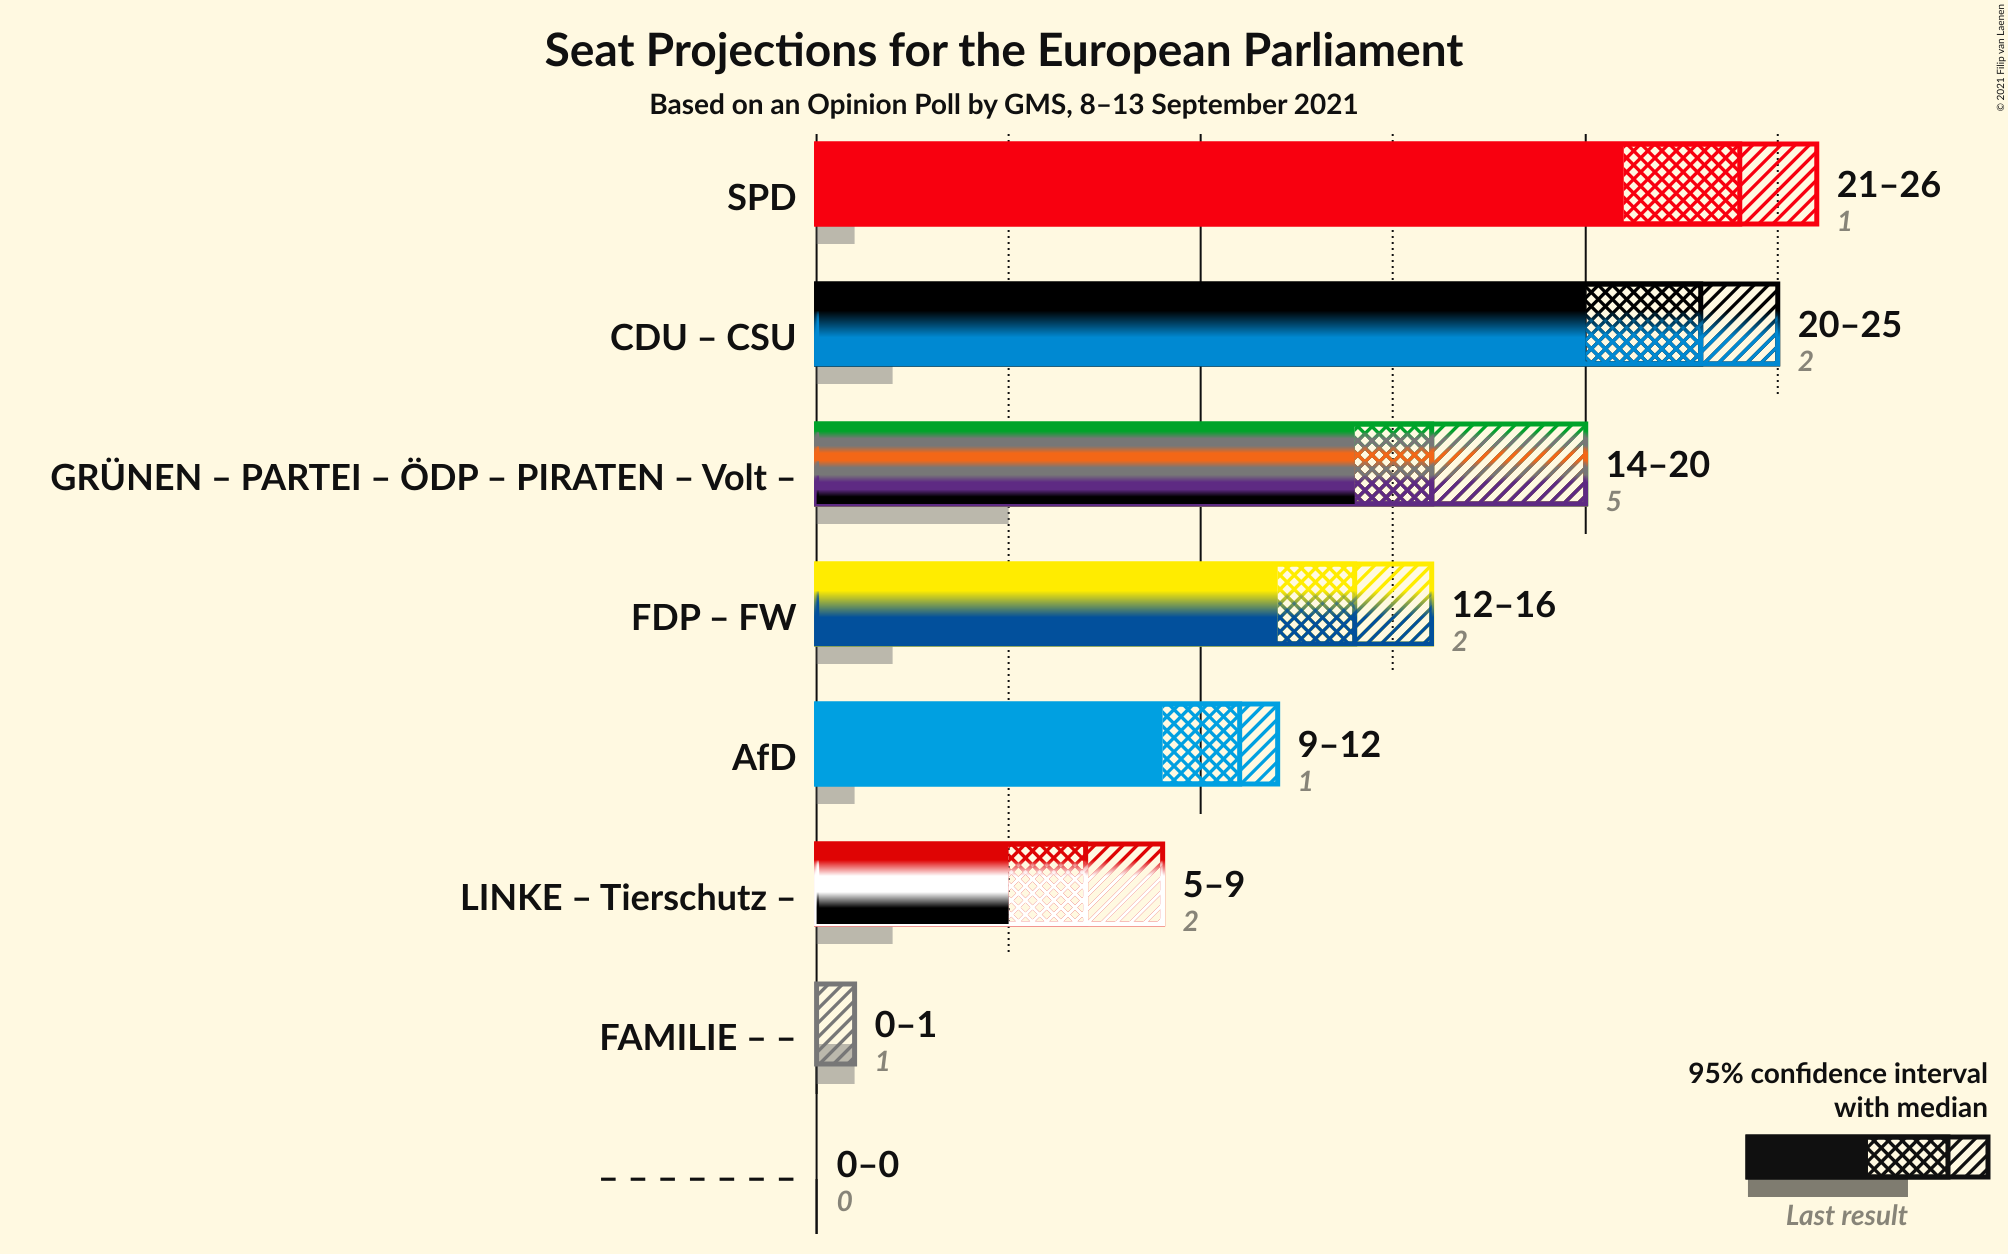 Seat Projections for the European Parliament
Based on an Opinion Poll by GMS, 8–13 September 2021
© 2021 Filip van Laenen
SPD
21–26
1
CDU – CSU
20–25
2
GRÜNEN – PARTEI – ÖDP – PIRATEN – Volt –
14–20
5
FDP – FW
12–16
2
AfD
9–12
1
LINKE – Tierschutz –
5–9
2
FAMILIE – –
0–1
1
– – – – – – –
0–0
0
95% confidence interval
with median
Last result